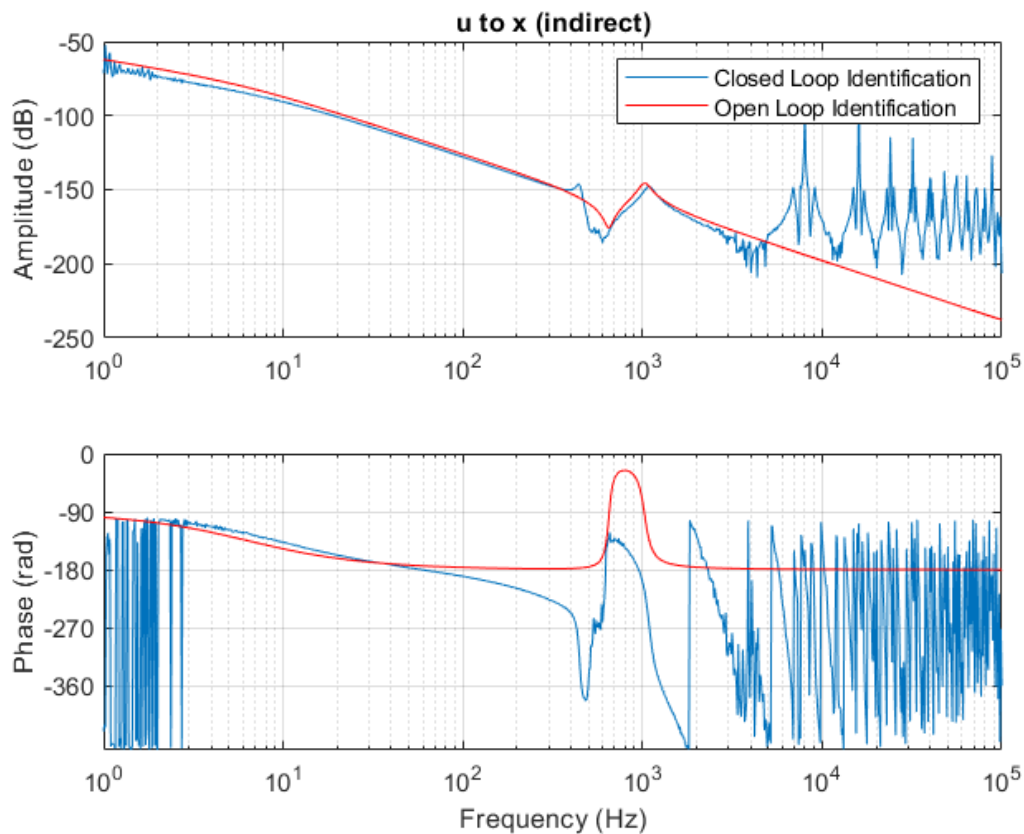 u to x (indirect)
Closed Loop Identification
Open Loop Identification
Amplitude (dB)
-50
-100
-150
-200
-250
10^0 10^1 10^2 10^3 10^4 10^5
Phase (rad)
0
-90
-180
-270
-360
10^0 10^1 10^2 10^3 10^4 10^5
Frequency (Hz)